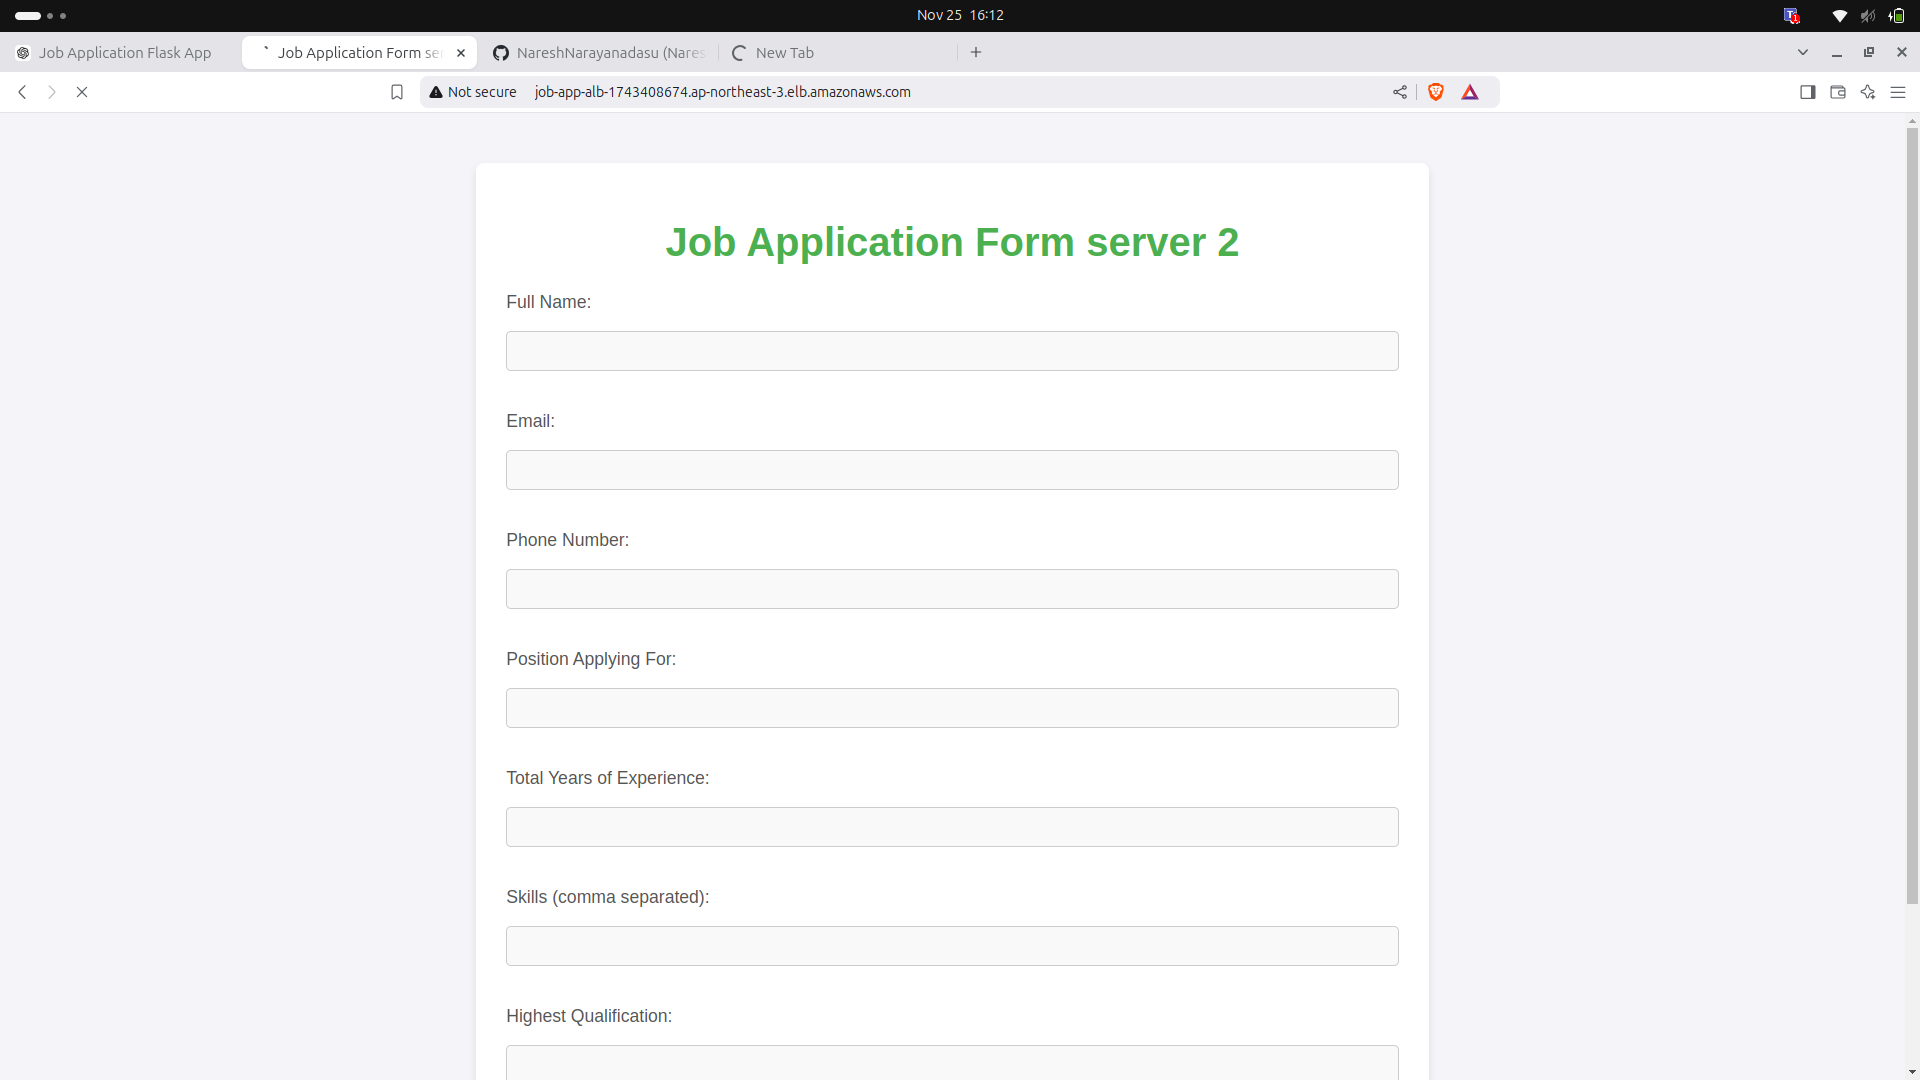 Nov 25 16:12
Job Application Flask App
Job Application Form se
NareshNarayanadasu (Nares
New Tab
Not secure
job-app-alb-1743408674.ap-northeast-3.elb.amazonaws.com
Job Application Form server 2
Full Name:
Email:
Phone Number:
Position Applying For:
Total Years of Experience:
Skills (comma separated):
Highest Qualification: